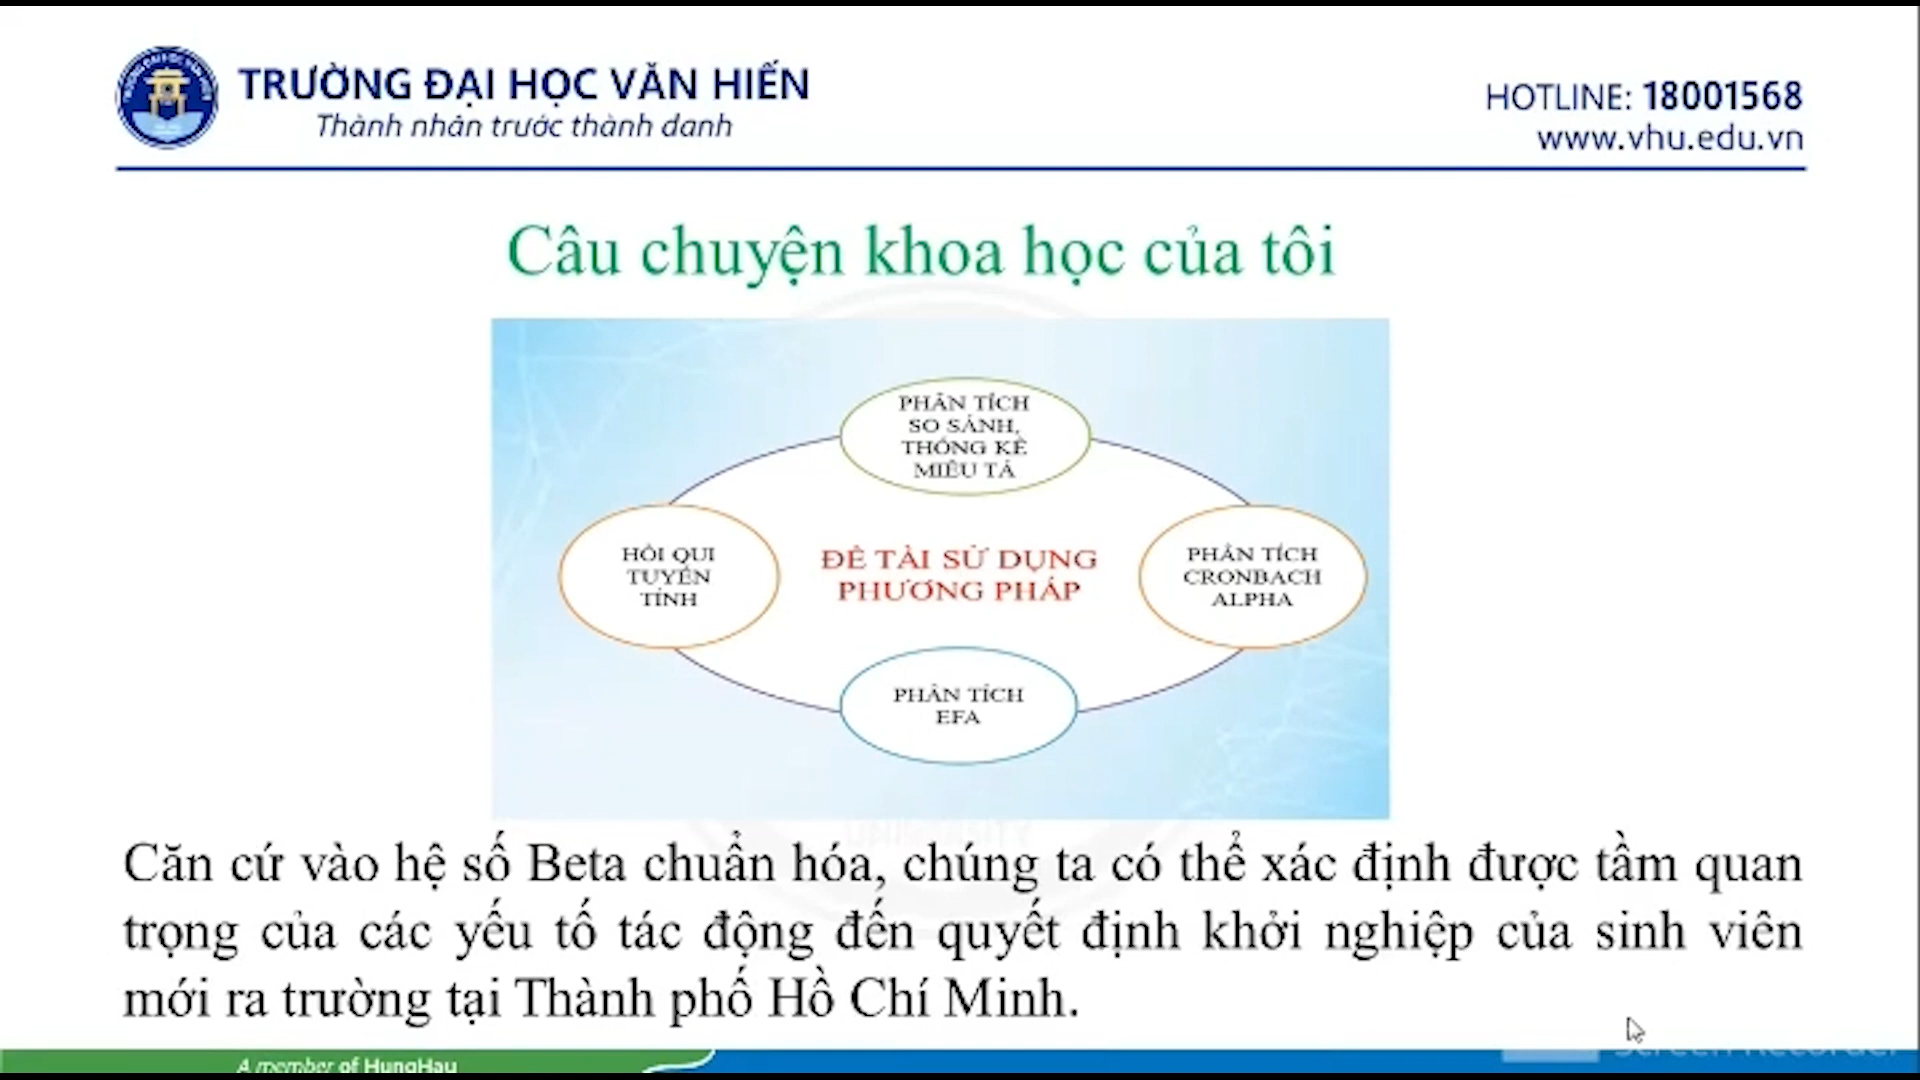 TRƯỜNG ĐẠI HỌC VĂN HIẾN
Thành nhân trước thành danh
HOTLINE: 18001568
www.vhu.edu.vn
Câu chuyện khoa học của tôi
PHÂN TÍCH
SO SÁNH,
THỐNG KÊ
MIÊU TẢ
HỒI QUI
TUYẾN
TÍNH
ĐỀ TÀI SỬ DỤNG
PHƯƠNG PHÁP
PHÂN TÍCH
CRONBACH
ALPHA
PHÂN TÍCH
EFA
Căn cứ vào hệ số Beta chuẩn hóa, chúng ta có thể xác định được tầm quan
trọng của các yếu tố tác động đến quyết định khởi nghiệp của sinh viên
mới ra trường tại Thành phố Hồ Chí Minh.
A member of HungHau
Screen Recorder